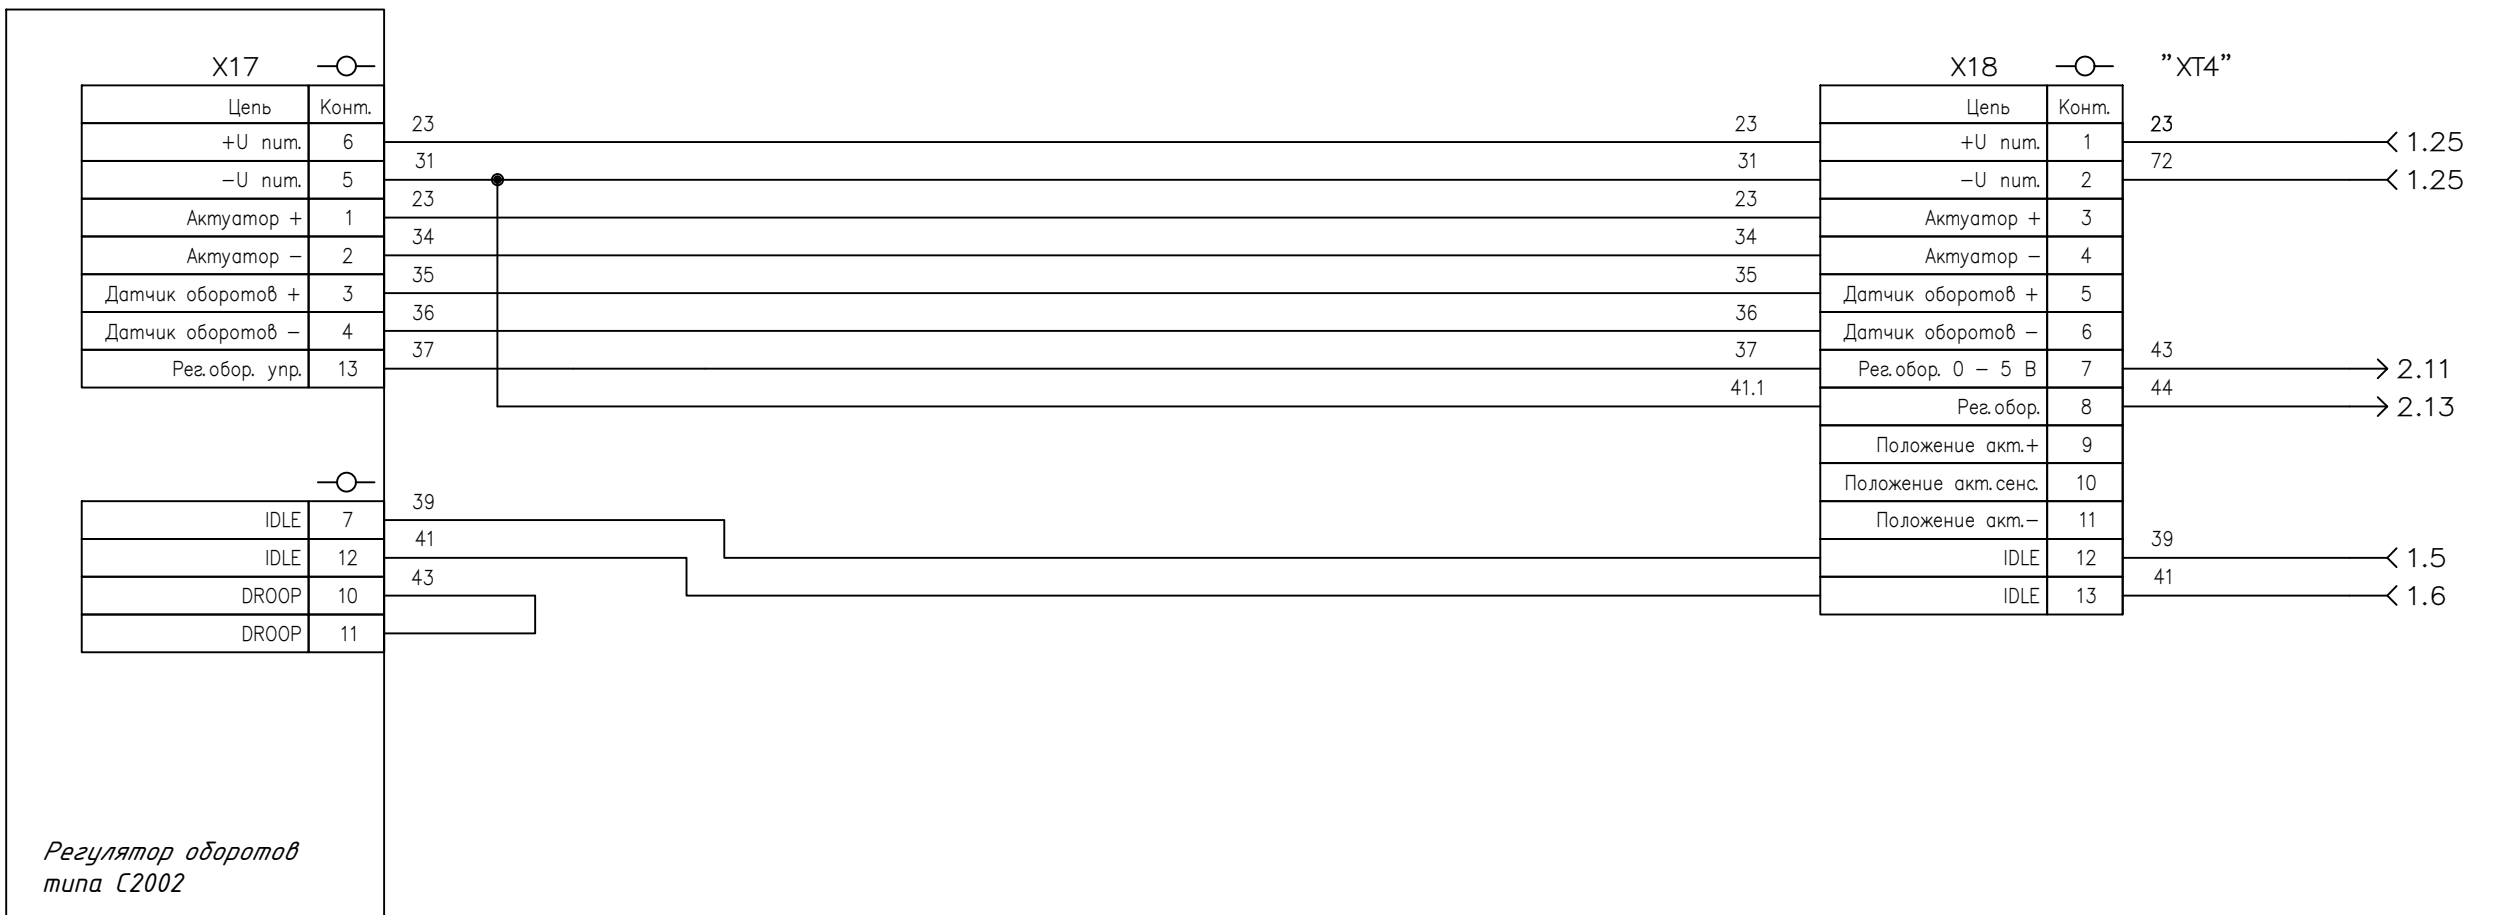 X17
X18 "XT4"
Цепь Конт.
Цепь Конт.
+U пит. 6 23 23 +U пит. 1 23 1.25
-U пит. 5 31 31 -U пит. 2 72 1.25
Актуатор + 1 23 23 Актуатор + 3
Актуатор - 2 34 34 Актуатор - 4
Датчик оборотов + 3 35 35 Датчик оборотов + 5
Датчик оборотов - 4 36 36 Датчик оборотов - 6
Рег.обор. упр. 13 37 37 Рег.обор. 0 - 5 В 7 43 2.11
41.1 Рег.обор. 8 44 2.13
Положение акт.+ 9
Положение акт.сенс. 10
Положение акт.- 11
IDLE 7 39
IDLE 12 41 IDLE 12 39 1.5
DROOP 10 43 IDLE 13 41 1.6
DROOP 11
Регулятор оборотов
типа С2002